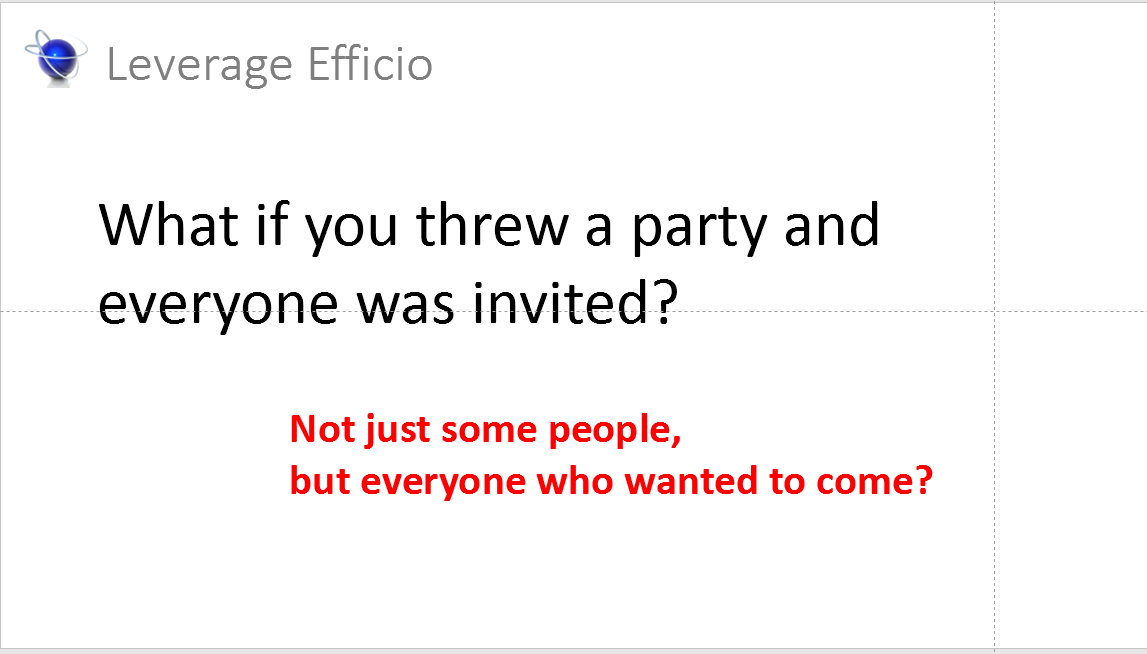 Leverage Efficio
What if you threw a party and
everyone was invited?
Not just some people,
but everyone who wanted to come?